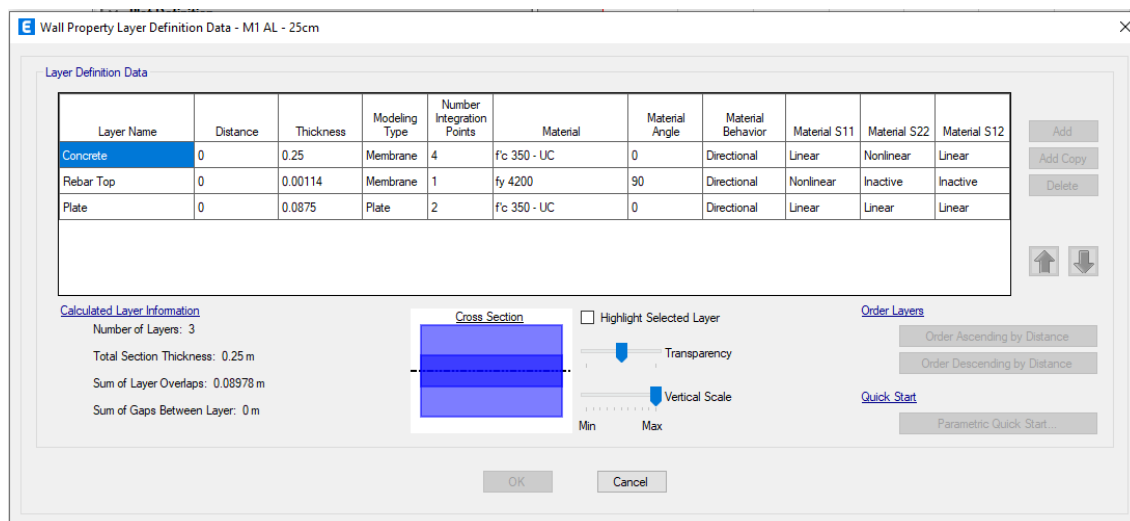 E Wall Property Layer Definition Data - M1 AL - 25cm
Layer Definition Data
Layer Name Distance Thickness Modeling Type Number Integration Points Material Material Angle Material Behavior Material S11 Material S22 Material S12
Concrete 0 0.25 Membrane 4 f'c 350 - UC 0 Directional Linear Nonlinear Linear
Rebar Top 0 0.00114 Membrane 1 fy 4200 90 Directional Nonlinear Inactive Inactive
Plate 0 0.0875 Plate 2 f'c 350 - UC 0 Directional Linear Linear Linear
Add
Add Copy
Delete
Calculated Layer Information
Number of Layers: 3
Total Section Thickness: 0.25 m
Sum of Layer Overlaps: 0.08978 m
Sum of Gaps Between Layer: 0 m
Cross Section
Highlight Selected Layer
Transparency
Vertical Scale
Min Max
Order Layers
Order Ascending by Distance
Order Descending by Distance
Quick Start
Parametric Quick Start...
OK Cancel